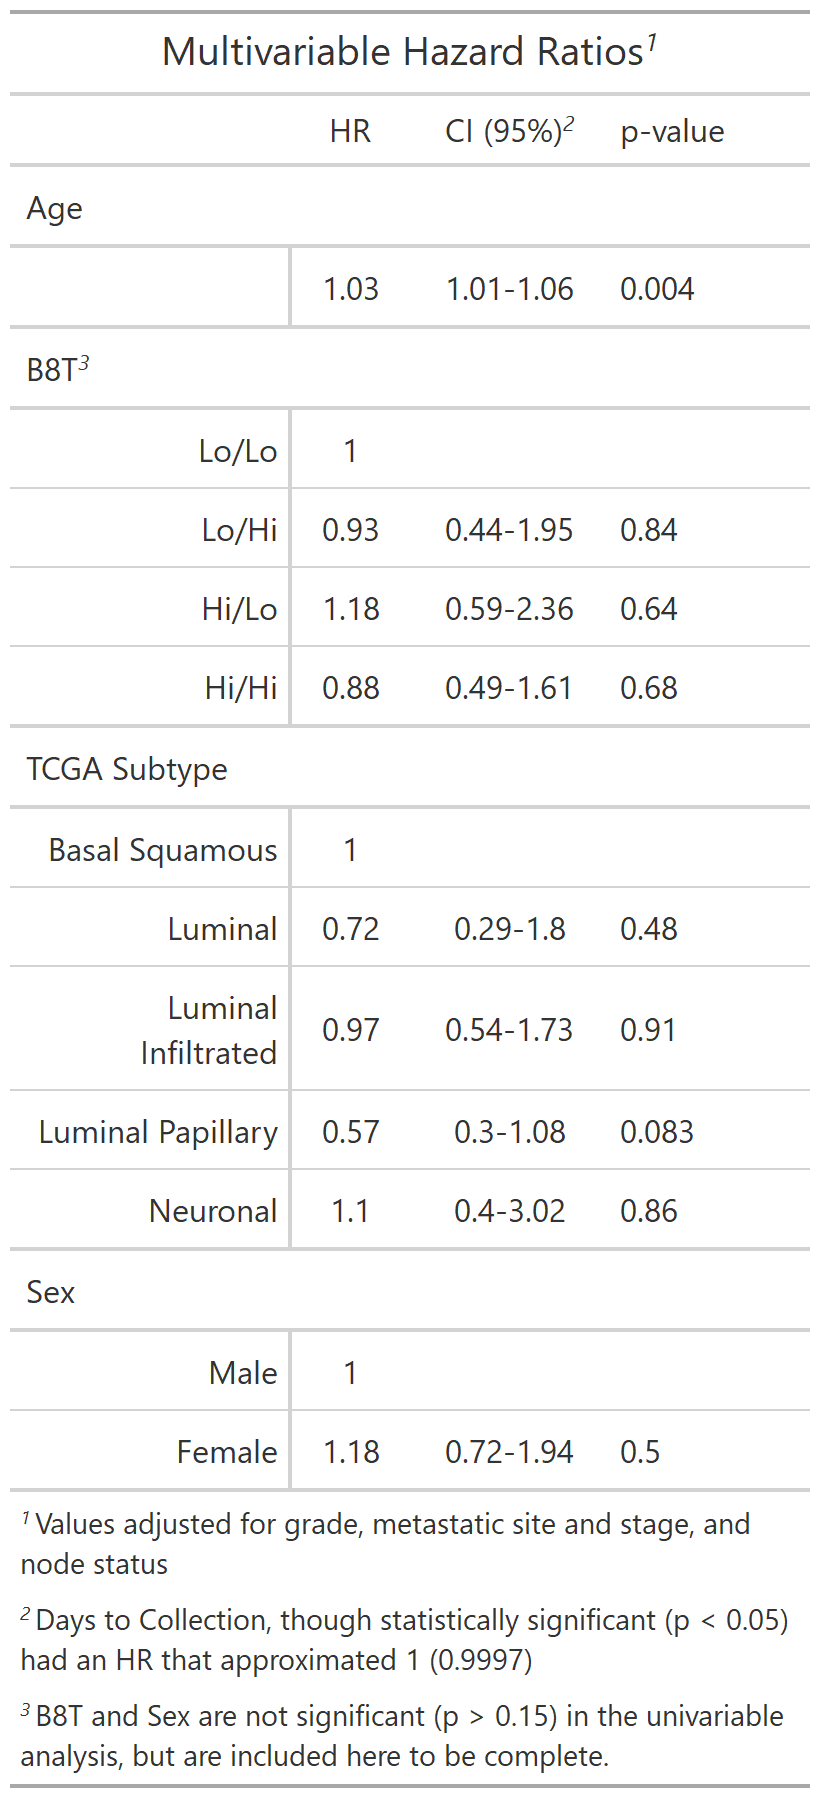 Multivariable Hazard Ratios1
HR CI (95%)2 p-value
Age
1.03 1.01-1.06 0.004
B8T3
Lo/Lo 1
Lo/Hi 0.93 0.44-1.95 0.84
Hi/Lo 1.18 0.59-2.36 0.64
Hi/Hi 0.88 0.49-1.61 0.68
TCGA Subtype
Basal Squamous 1
Luminal 0.72 0.29-1.8 0.48
Luminal
Infiltrated 0.97 0.54-1.73 0.91
Luminal Papillary 0.57 0.3-1.08 0.083
Neuronal 1.1 0.4-3.02 0.86
Sex
Male 1
Female 1.18 0.72-1.94 0.5
1 Values adjusted for grade, metastatic site and stage, and
node status
2 Days to Collection, though statistically significant (p < 0.05)
had an HR that approximated 1 (0.9997)
3 B8T and Sex are not significant (p > 0.15) in the univariable
analysis, but are included here to be complete.